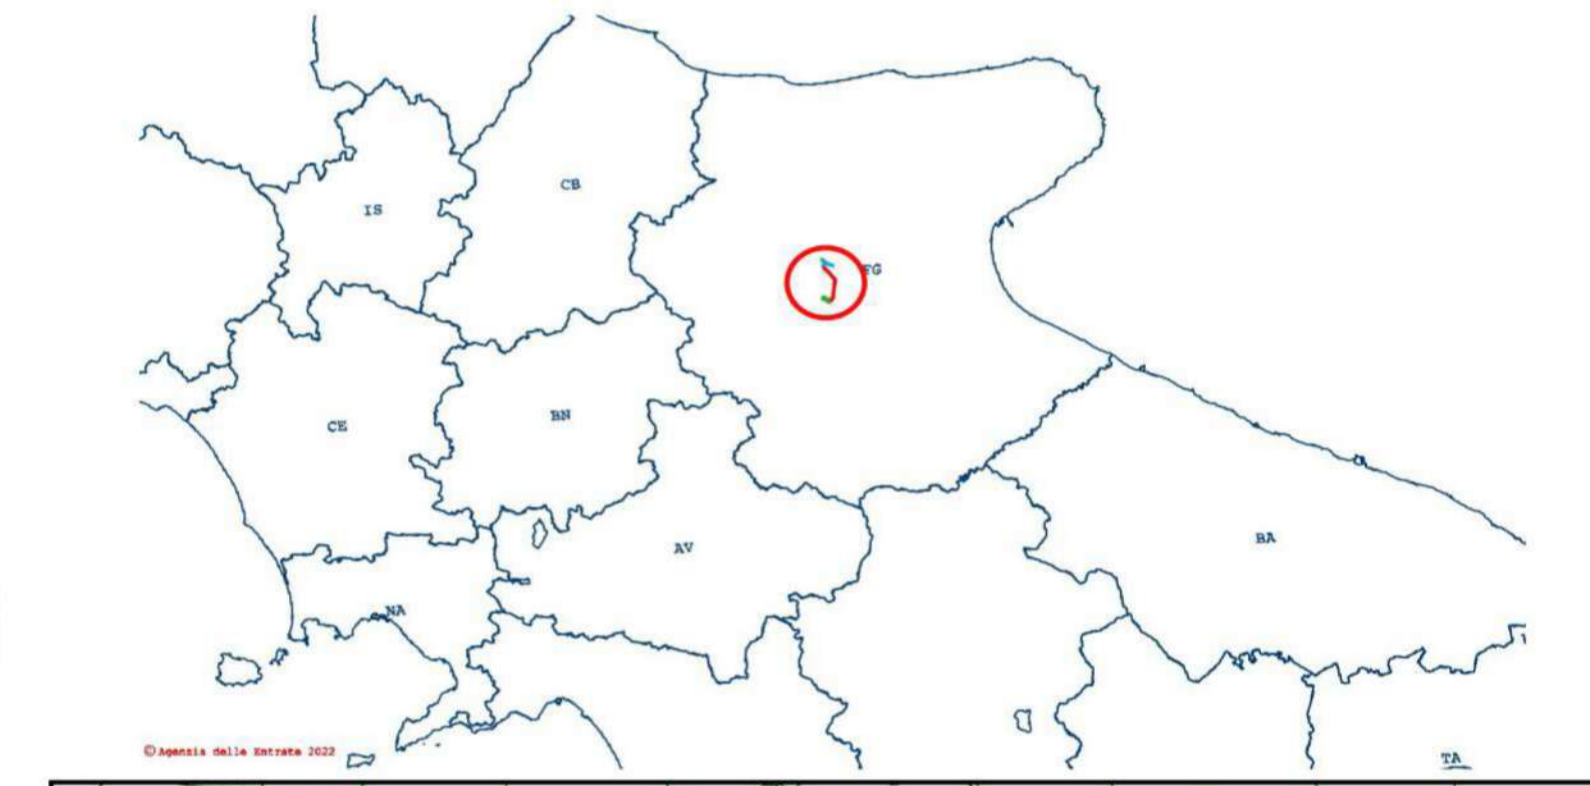 CB
IS
FG
CE
BN
AV
BA
NA
© Agenzia delle Entrate 2022
TA